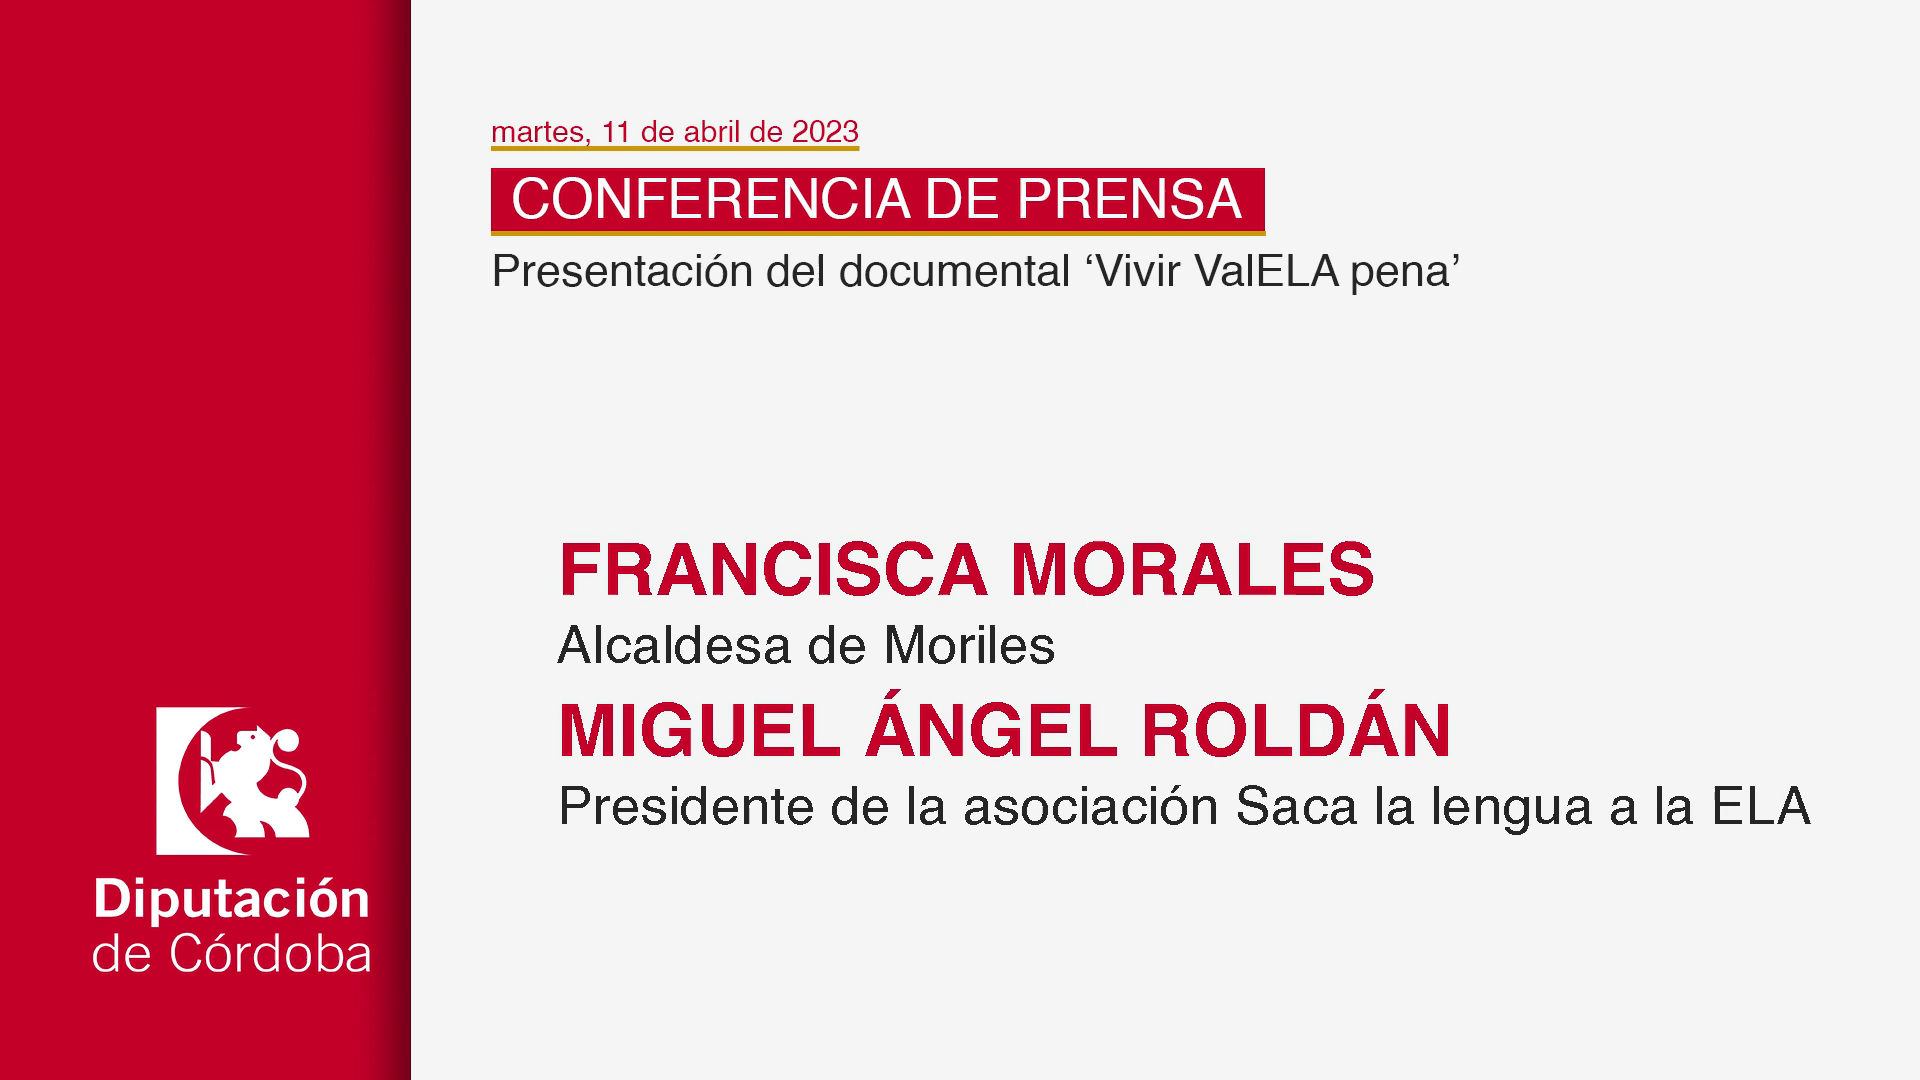 martes, 11 de abril de 2023
CONFERENCIA DE PRENSA
Presentación del documental ‘Vivir ValELA pena’
FRANCISCA MORALES
Alcaldesa de Moriles
MIGUEL ÁNGEL ROLDÁN
Presidente de la asociación Saca la lengua a la ELA
Diputación
de Córdoba